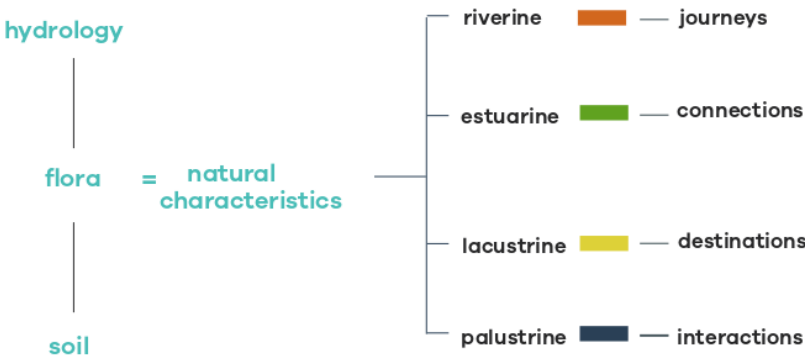 hydrology
flora = natural
characteristics
soil
riverine journeys
estuarine connections
lacustrine destinations
palustrine interactions